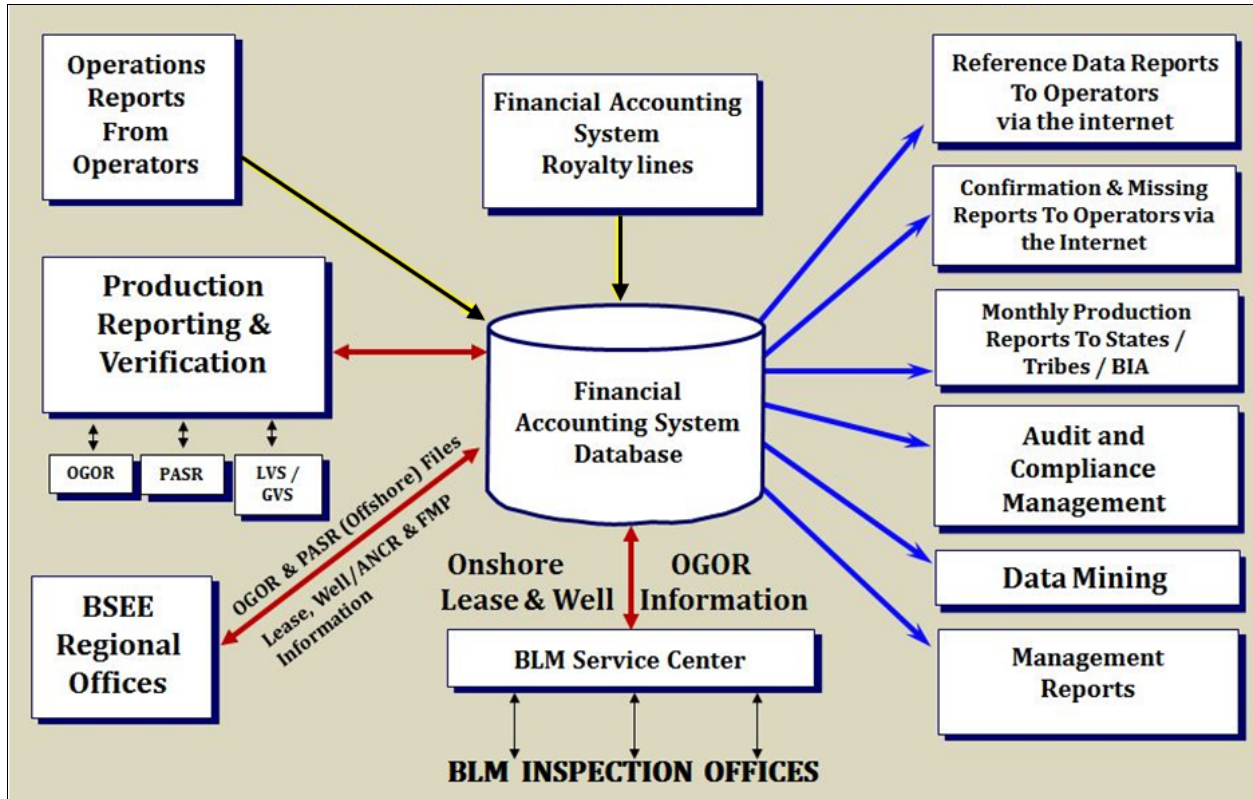 Operations
Reports
From
Operators
Financial Accounting
System
Royalty lines
Reference Data Reports
To Operators
via the internet
Confirmation & Missing
Reports To Operators via
the Internet
Production
Reporting &
Verification
OGOR
PASR
LVS /
GVS
Financial
Accounting System
Database
Monthly Production
Reports To States /
Tribes / BIA
Audit and
Compliance
Management
Data Mining
Management
Reports
OGOR & PASR (Offshore) Files
Lease, Well/ANCR & FMP
Information
BSEE
Regional
Offices
Onshore
Lease & Well
OGOR
Information
BLM Service Center
BLM INSPECTION OFFICES